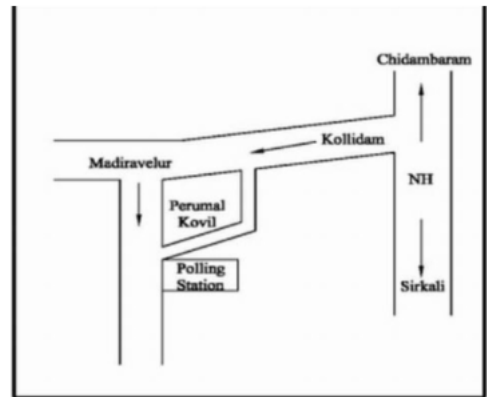 Chidambaram
Kollidam
Madiravelur
NH
Perumal
Kovil
Polling
Station
Sirkali